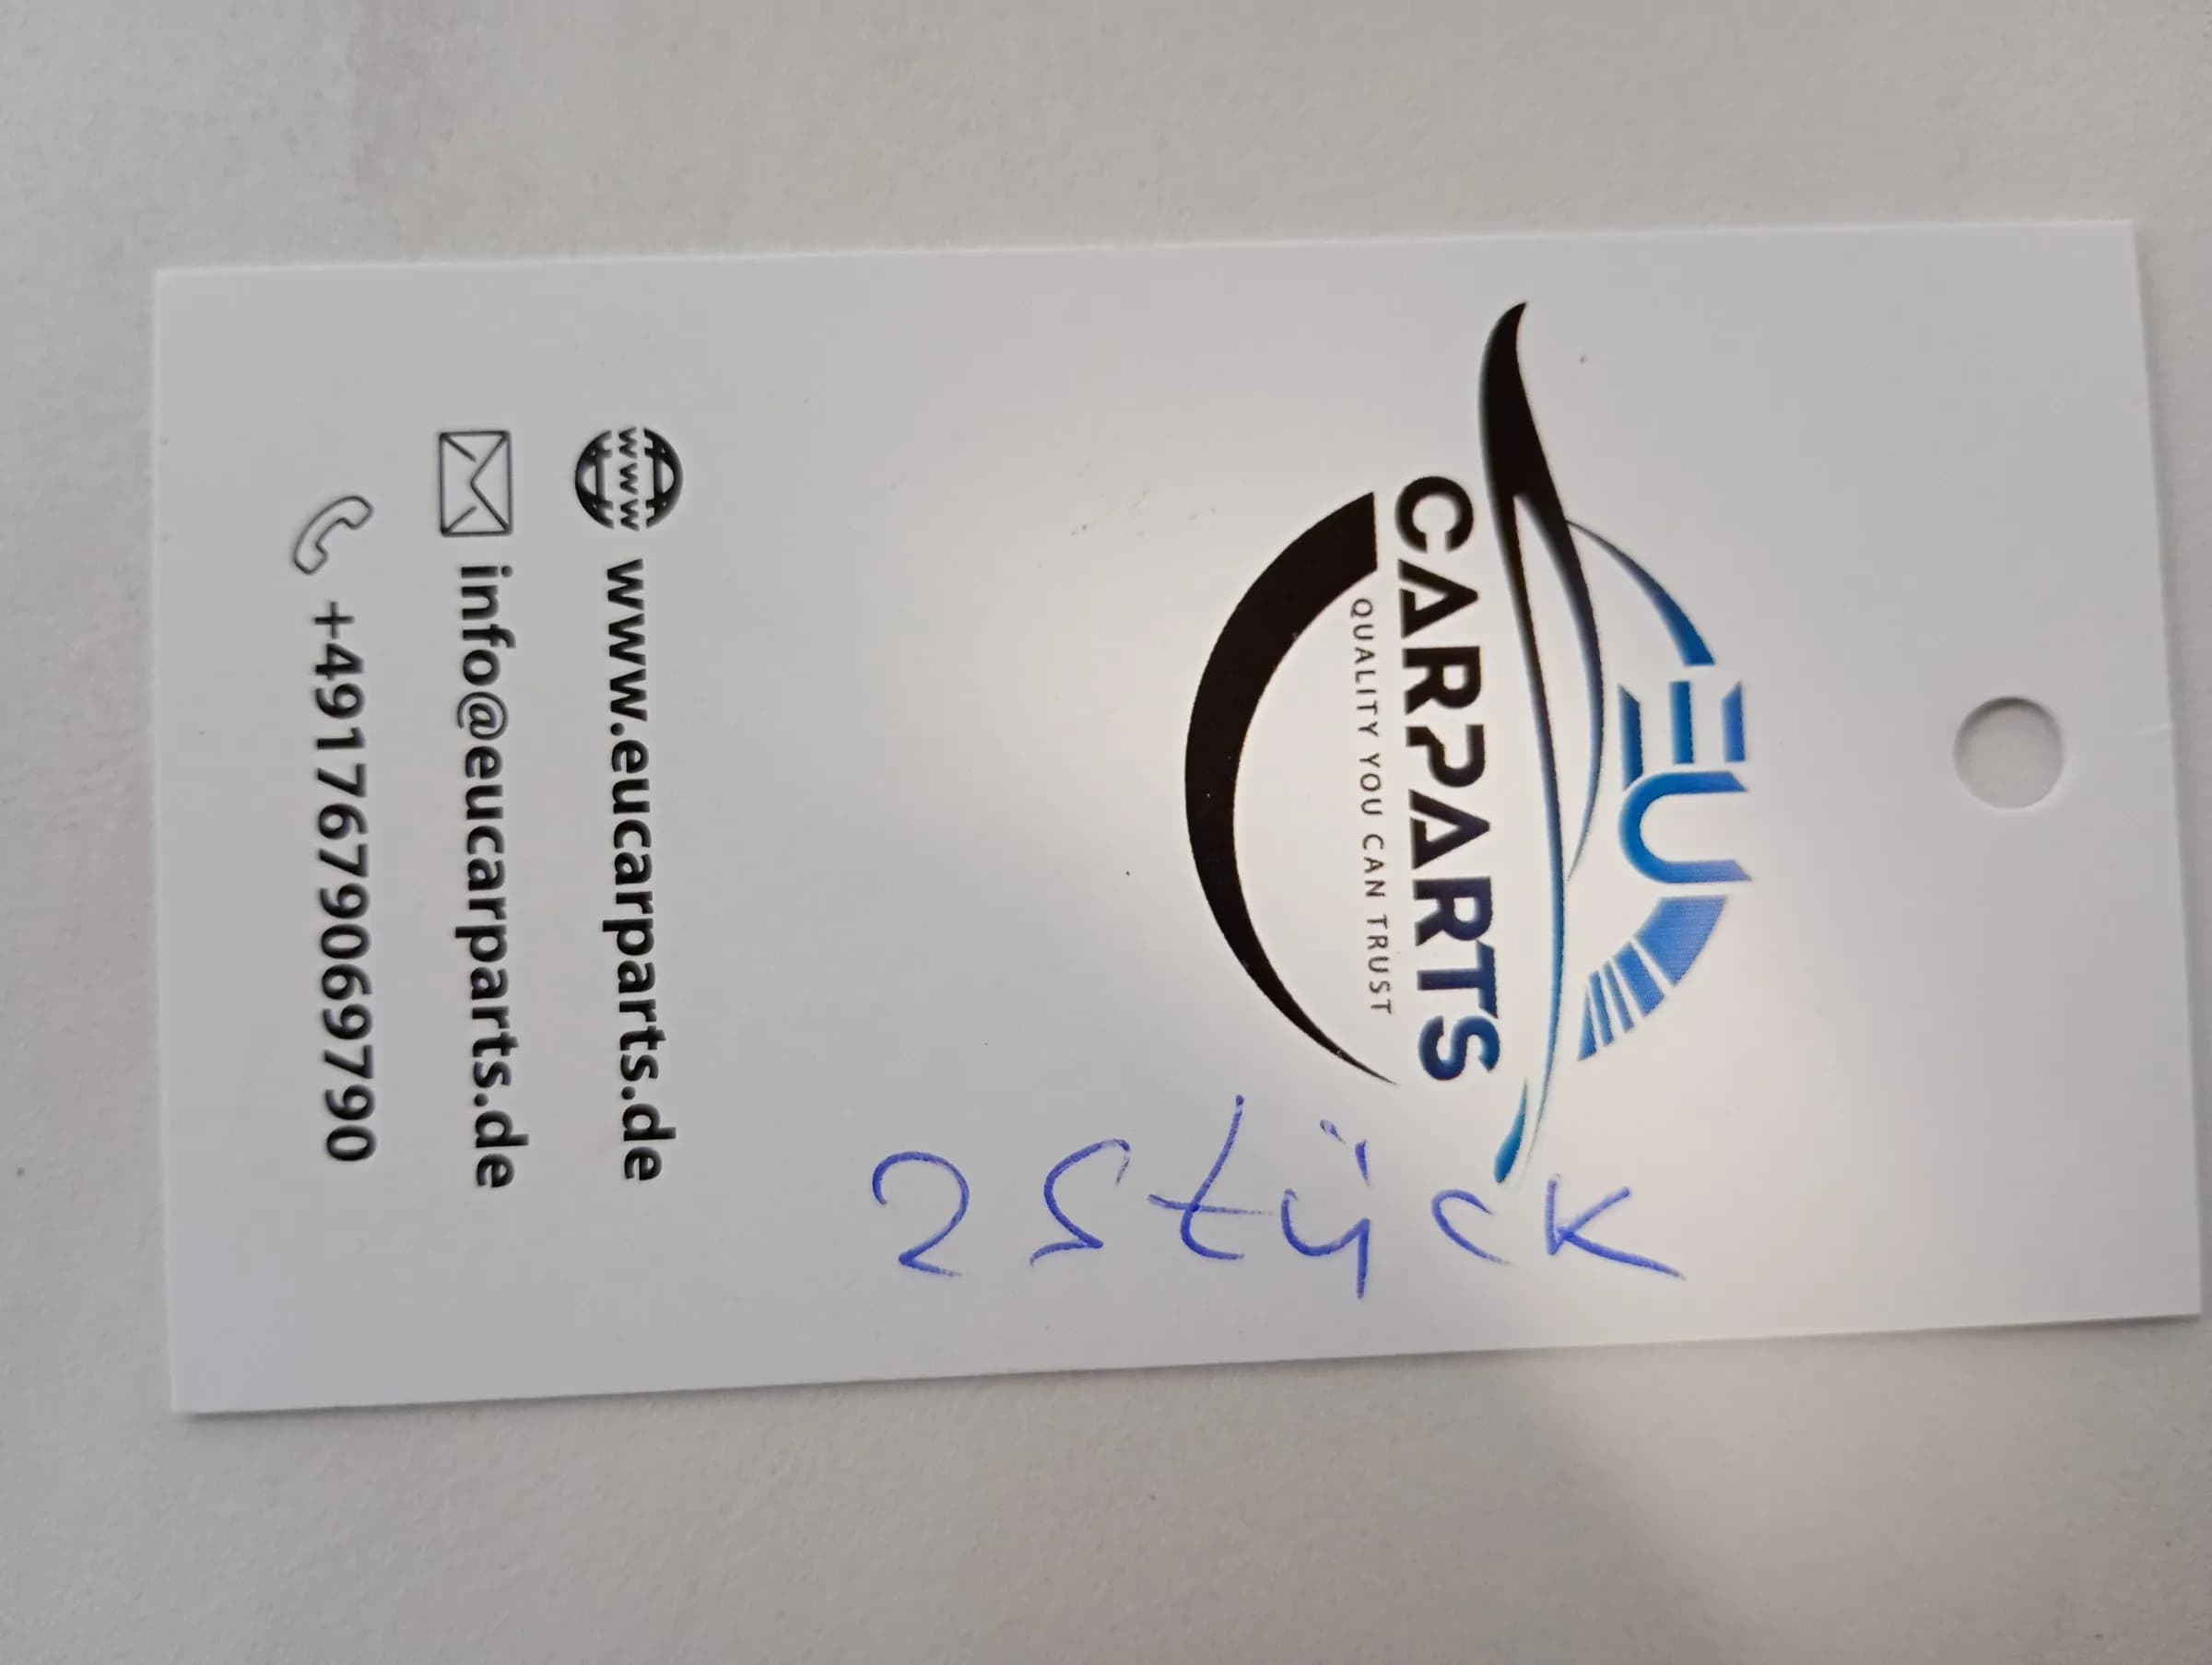 EU
CARPARTS
QUALITY YOU CAN TRUST
2 Stück
www
www.eucarparts.de
info@eucarparts.de
+4917679069790